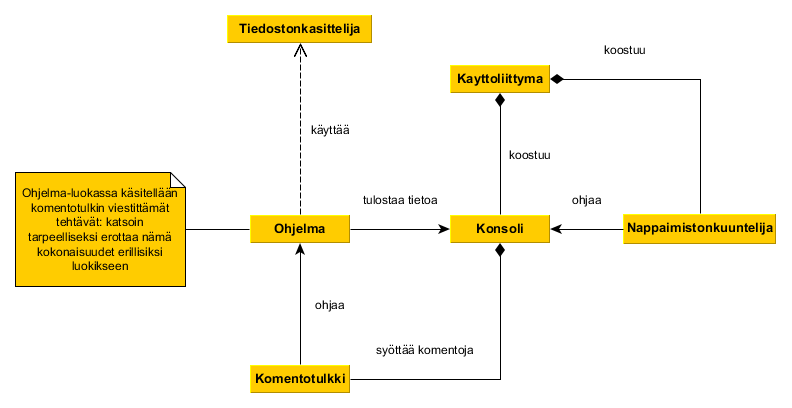 Tiedostonkasittelija
koostuu
Kayttoliittyma
käyttää
koostuu
Ohjelma-luokassa käsitellään
komentotulkin viestittämät
tehtävät: katsoin
tarpeelliseksi erottaa nämä
kokonaisuudet erillisiksi
luokikseen
tulostaa tietoa
ohjaa
Ohjelma
Konsoli
Nappaimistonkuuntelija
ohjaa
syöttää komentoja
Komentotulkki